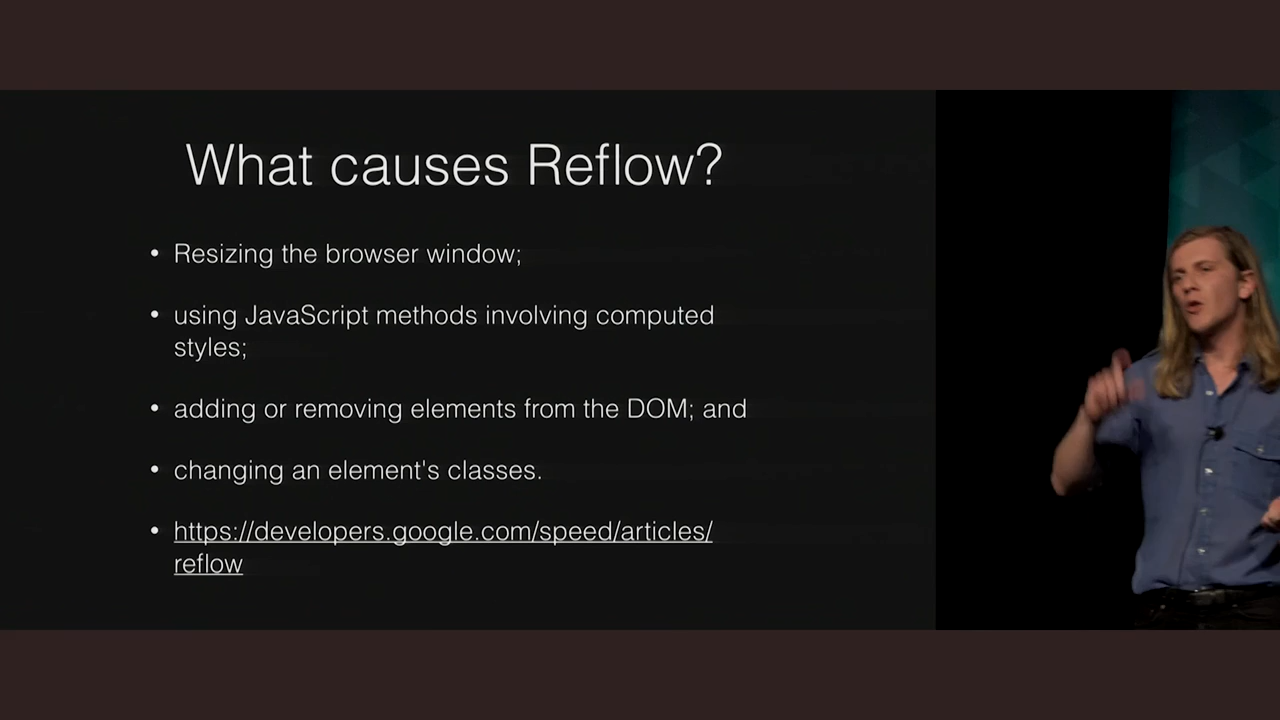 What causes Reflow?
• Resizing the browser window;
• using JavaScript methods involving computed
styles;
• adding or removing elements from the DOM; and
• changing an element's classes.
• https://developers.google.com/speed/articles/
reflow